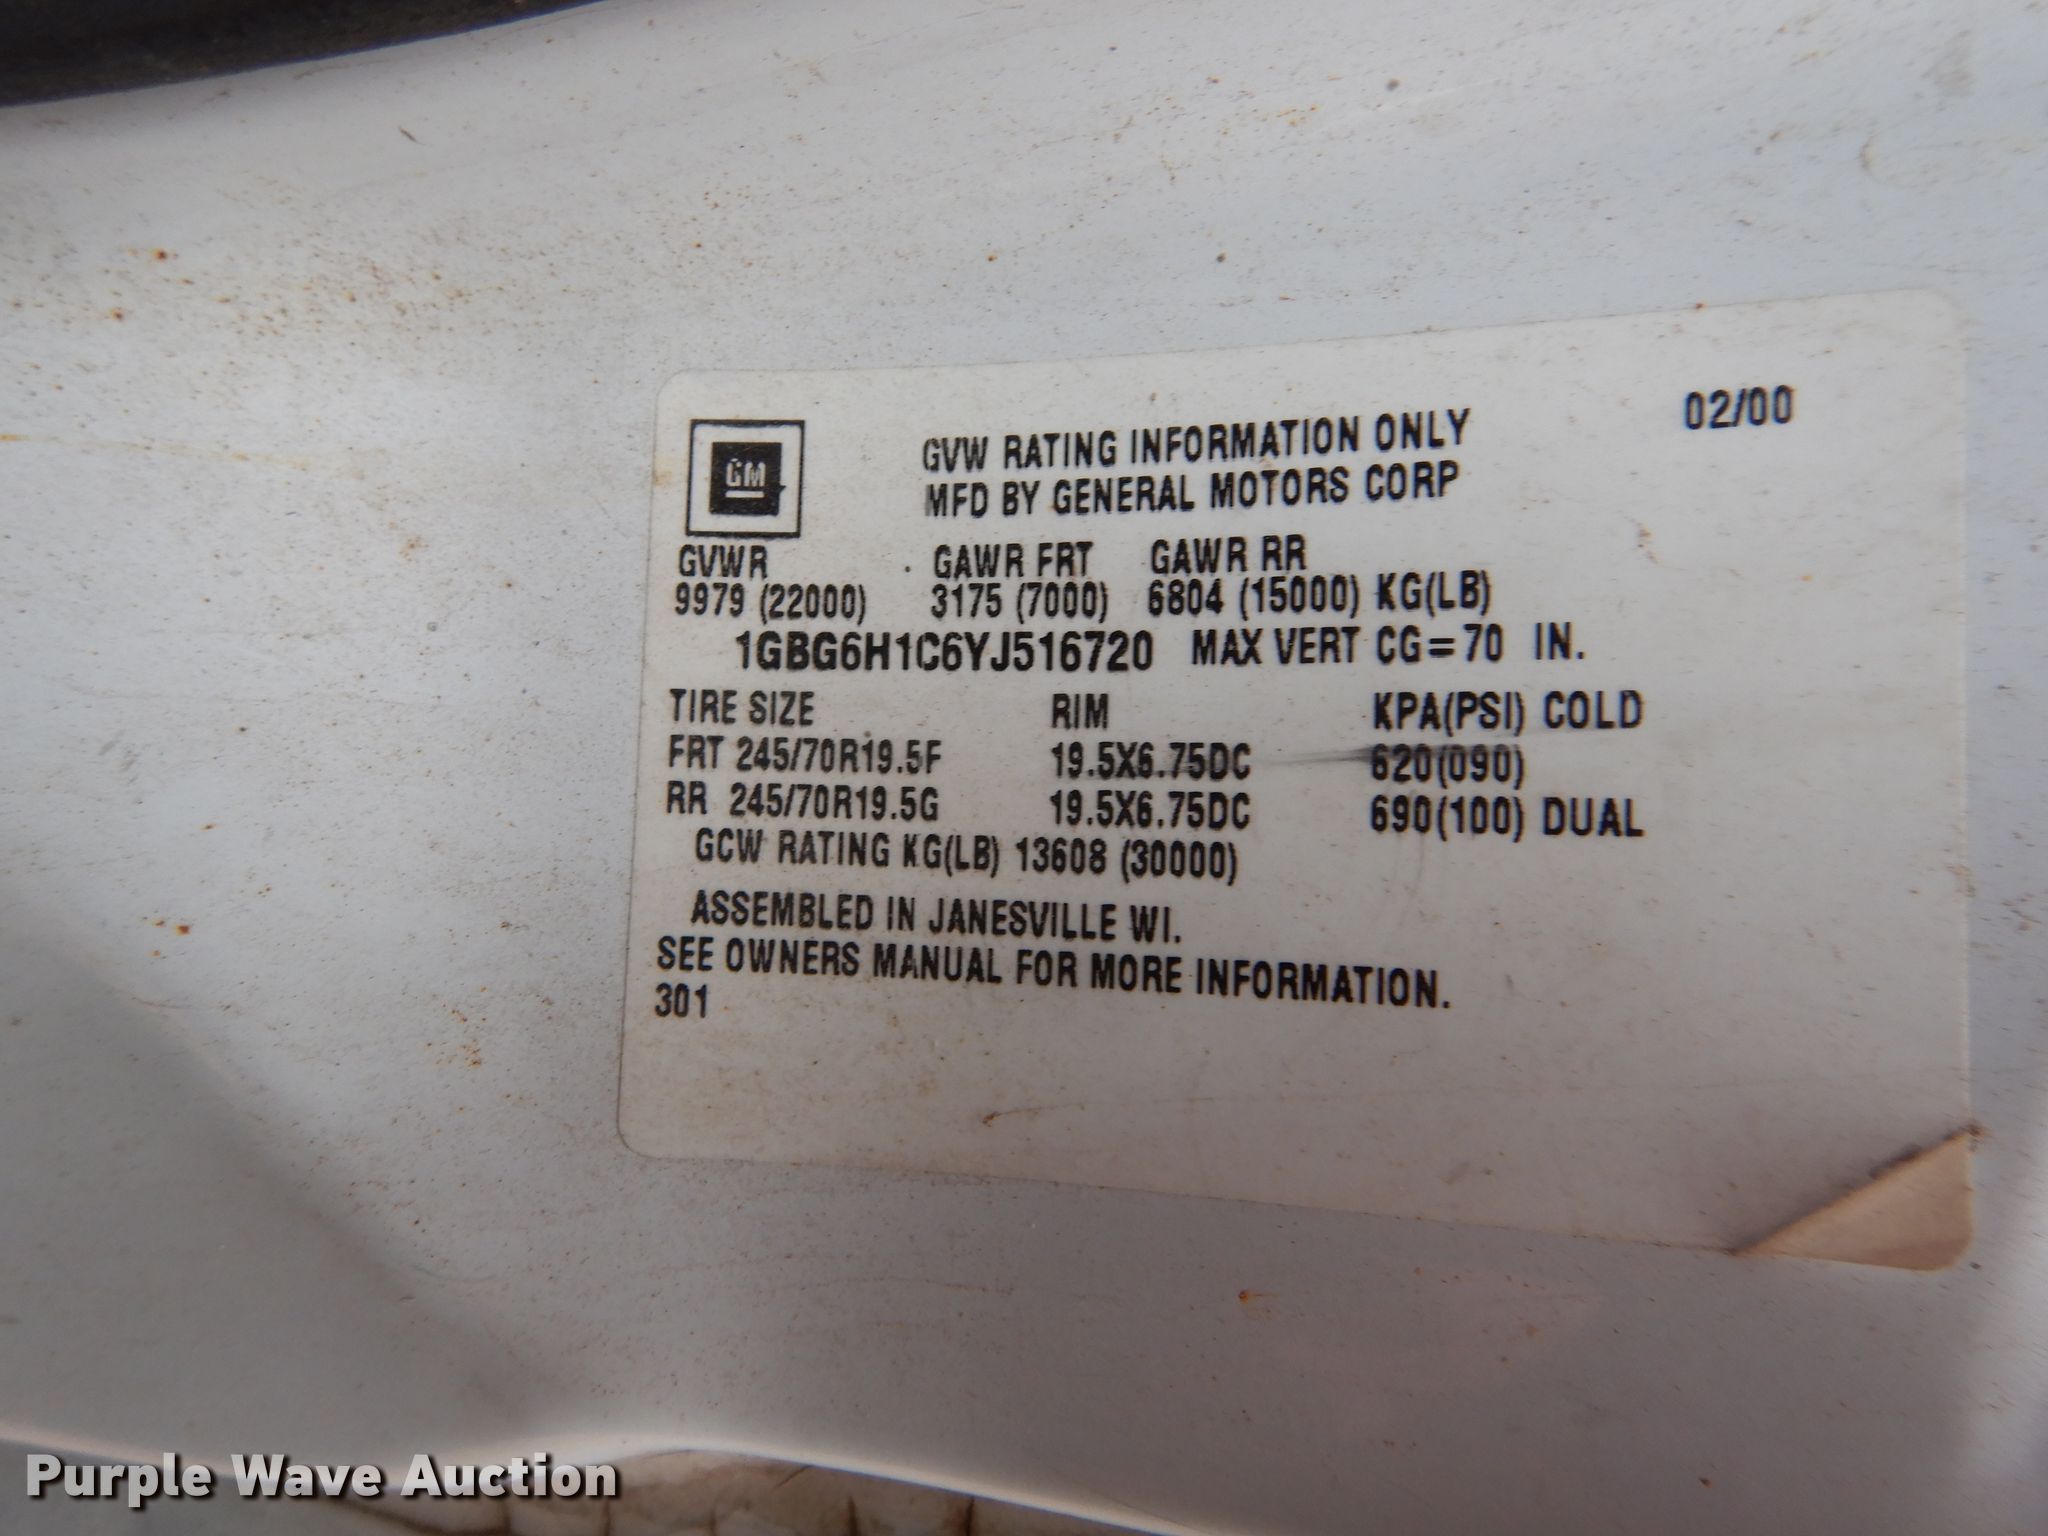 02/00
GM
GVW RATING INFORMATION ONLY
MFD BY GENERAL MOTORS CORP
GVWR GAWR FRT GAWR RR
9979 (22000) 3175 (7000) 6804 (15000) KG(LB)
1GBG6H1C6YJ516720 MAX VERT CG=70 IN.
TIRE SIZE RIM KPA(PSI) COLD
FRT 245/70R19.5F 19.5X6.75DC 620(090)
RR 245/70R19.5G 19.5X6.75DC 690(100) DUAL
GCW RATING KG(LB) 13608 (30000)
ASSEMBLED IN JANESVILLE WI.
SEE OWNERS MANUAL FOR MORE INFORMATION.
301
Purple Wave Auction